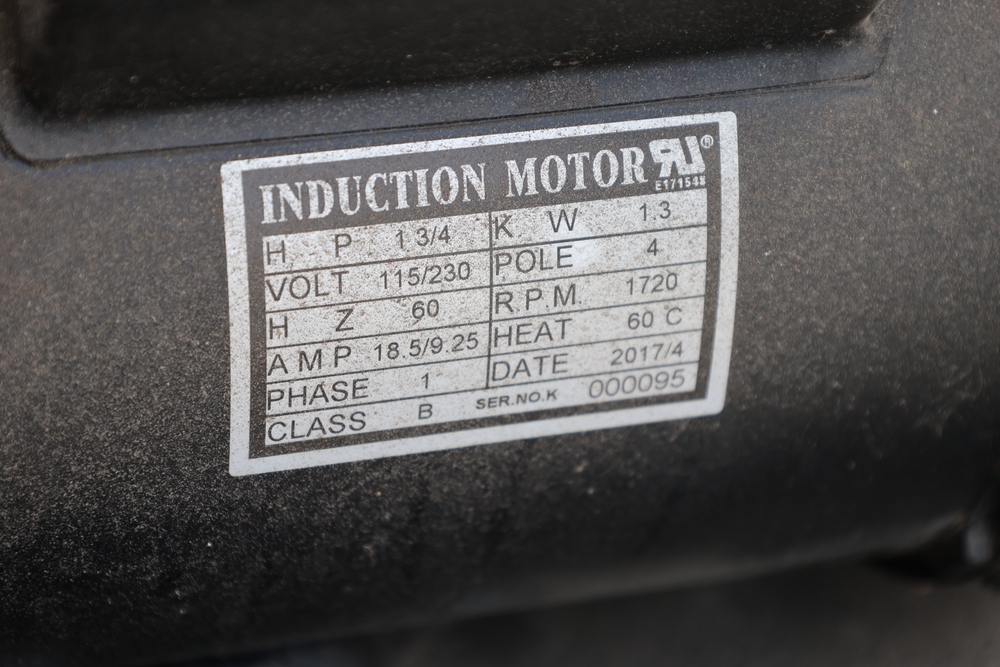 INDUCTION MOTOR RU®
E171548
H P 1 3/4 K. W 1.3
VOLT 115/230 POLE 4
H Z 60 R.P.M. 1720
AMP 18.5/9.25 HEAT 60 C
PHASE 1 DATE 2017/4
CLASS B SER.NO.K 000095